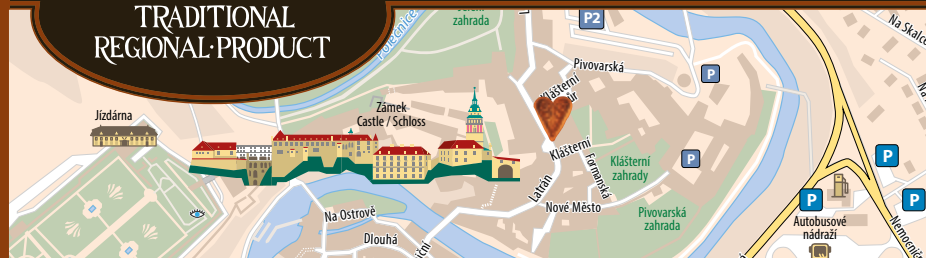 TRADITIONAL
REGIONAL·PRODUCT
Polečnice
zahrada
P2
Na Skalce
Pivovarská
P
Klášterní
Jízdárna
Zámek
Castle / Schloss
Klášterní
Klášterní
zahrady
P
P
Formanská
Latrán
Nové Město
Pivovarská
zahrada
P
P
Na Ostrově
Dlouhá
Autobusové
nádraží
P